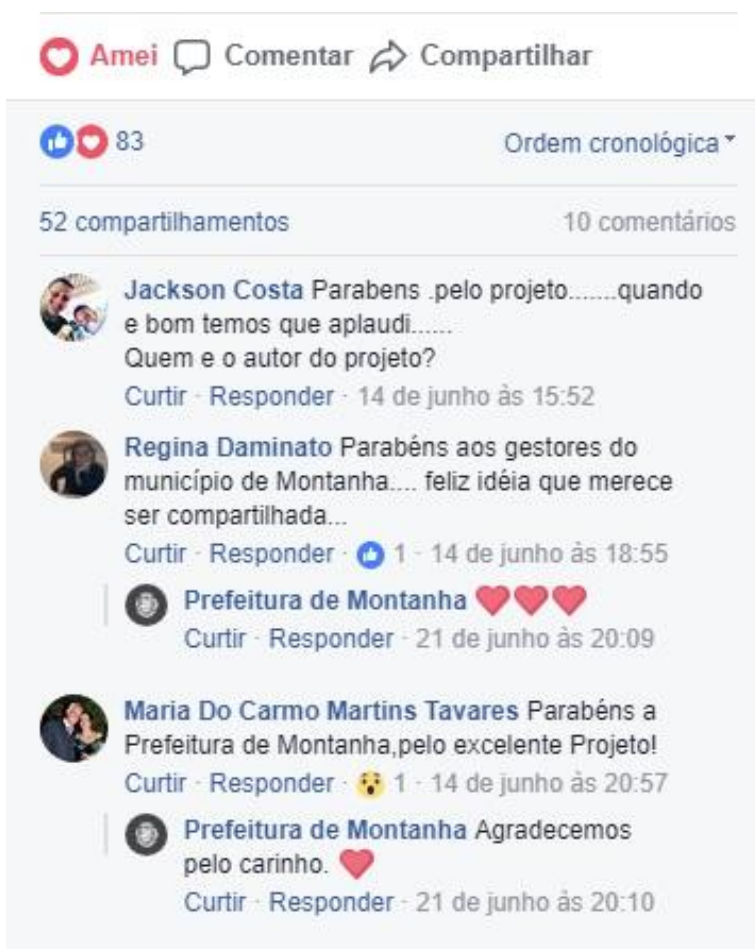 Amei Comentar Compartilhar
83 Ordem cronológica
52 compartilhamentos 10 comentários
Jackson Costa Parabens .pelo projeto.......quando
e bom temos que aplaudi......
Quem e o autor do projeto?
Curtir · Responder · 14 de junho às 15:52
Regina Daminato Parabéns aos gestores do
município de Montanha.... feliz idéia que merece
ser compartilhada...
Curtir · Responder · 1 · 14 de junho às 18:55
Prefeitura de Montanha ❤❤❤
Curtir · Responder · 21 de junho às 20:09
Maria Do Carmo Martins Tavares Parabéns a
Prefeitura de Montanha,pelo excelente Projeto!
Curtir · Responder · 😯 1 · 14 de junho às 20:57
Prefeitura de Montanha Agradecemos
pelo carinho. ❤
Curtir · Responder · 21 de junho às 20:10